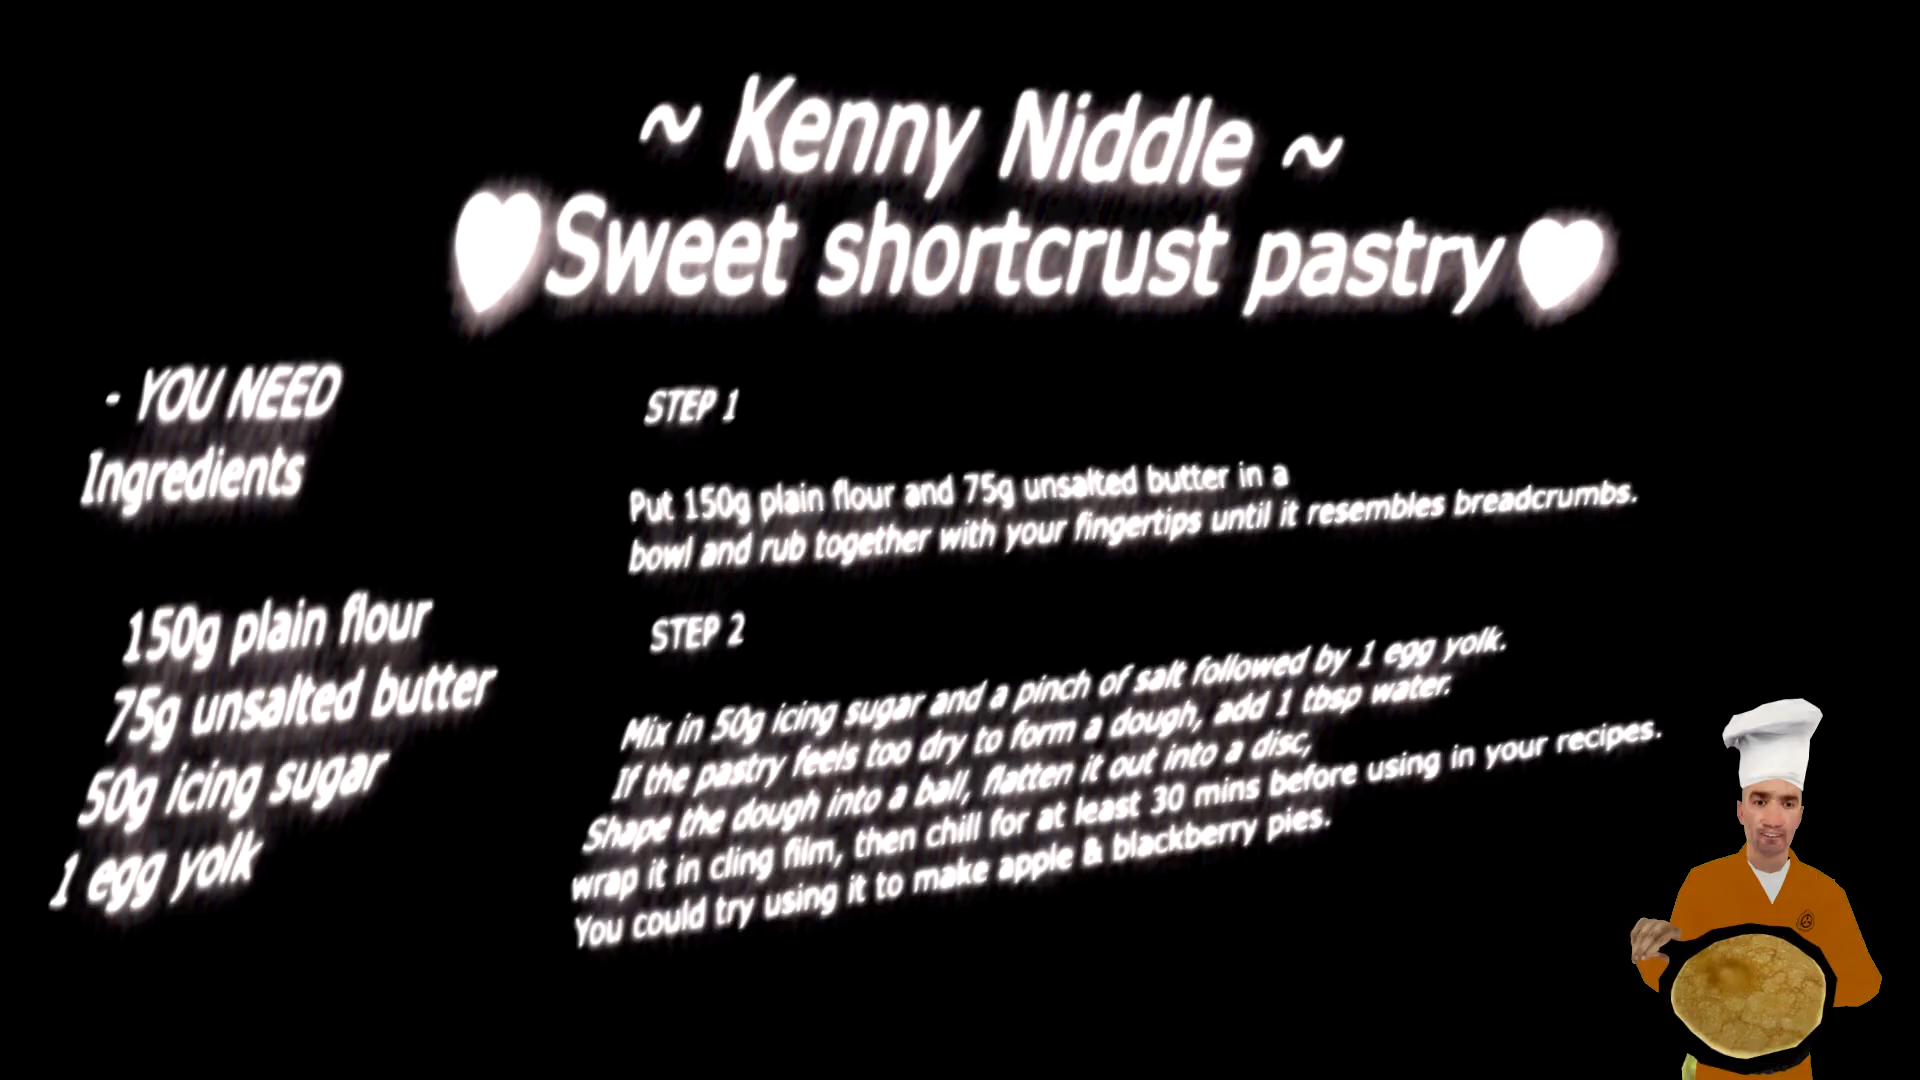 ~ Kenny Niddle ~
♥Sweet shortcrust pastry♥
- YOU NEED
Ingredients
150g plain flour
75g unsalted butter
50g icing sugar
1 egg yolk
STEP 1
Put 150g plain flour and 75g unsalted butter in a
bowl and rub together with your fingertips until it resembles breadcrumbs.
STEP 2
Mix in 50g icing sugar and a pinch of salt followed by 1 egg yolk.
If the pastry feels too dry to form a dough, add 1 tbsp water.
Shape the dough into a ball, flatten it out into a disc,
wrap it in cling film, then chill for at least 30 mins before using in your recipes.
You could try using it to make apple & blackberry pies.